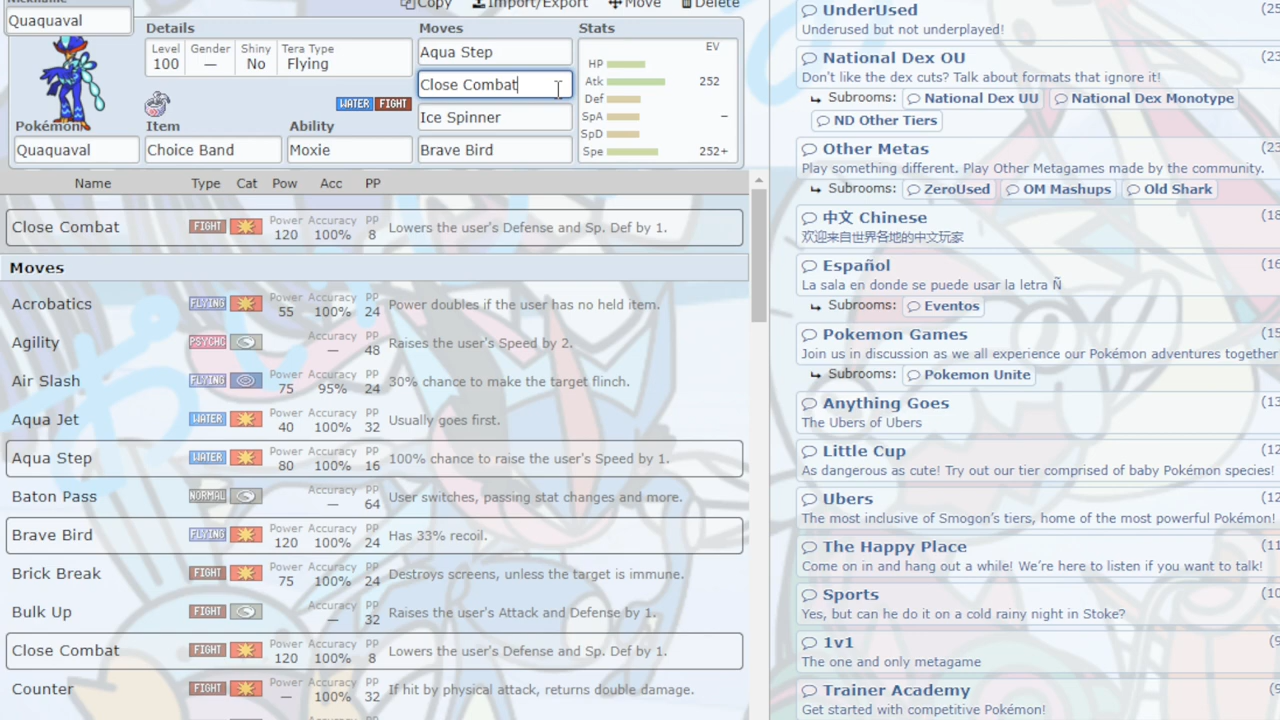 Nickname
Copy Import/Export Move Delete
Quaquaval
Details
Moves
Stats
Level
100
Gender
—
Shiny
No
Tera Type
Flying
Aqua Step
EV
HP
Atk 252
Def
SpA –
SpD
Spe 252+
Close Combat
WATER FIGHT
Ice Spinner
Pokémon
Item
Ability
Quaquaval
Choice Band
Moxie
Brave Bird
Name Type Cat Pow Acc PP
Close Combat FIGHT Power 120 Accuracy 100% PP 8 Lowers the user's Defense and Sp. Def by 1.
Moves
Acrobatics FLYING Power 55 Accuracy 100% PP 24 Power doubles if the user has no held item.
Agility PSYCHC Accuracy — PP 48 Raises the user's Speed by 2.
Air Slash FLYING Power 75 Accuracy 95% PP 24 30% chance to make the target flinch.
Aqua Jet WATER Power 40 Accuracy 100% PP 32 Usually goes first.
Aqua Step WATER Power 80 Accuracy 100% PP 16 100% chance to raise the user's Speed by 1.
Baton Pass NORMAL Accuracy — PP 64 User switches, passing stat changes and more.
Brave Bird FLYING Power 120 Accuracy 100% PP 24 Has 33% recoil.
Brick Break FIGHT Power 75 Accuracy 100% PP 24 Destroys screens, unless the target is immune.
Bulk Up FIGHT Accuracy — PP 32 Raises the user's Attack and Defense by 1.
Close Combat FIGHT Power 120 Accuracy 100% PP 8 Lowers the user's Defense and Sp. Def by 1.
Counter FIGHT Power — Accuracy 100% PP 32 If hit by physical attack, returns double damage.
UnderUsed (25
Underused but not underplayed!
National Dex OU (23
Don't like the dex cuts? Talk about formats that ignore it!
Subrooms: National Dex UU National Dex Monotype
ND Other Tiers
Other Metas (23
Play something different. Play Other Metagames made by the community.
Subrooms: ZeroUsed OM Mashups Old Shark
中文 Chinese (18
欢迎来自世界各地的中文玩家
Español (16
La sala en donde se puede usar la letra Ñ
Subrooms: Eventos
Pokemon Games (15
Join us in discussion as we all experience our Pokémon adventures together
Subrooms: Pokemon Unite
Anything Goes (13
The Ubers of Ubers
Little Cup (12
As dangerous as cute! Try out our tier comprised of baby Pokémon species!
Ubers (12
The most inclusive of Smogon's tiers, home of the most powerful Pokémon!
The Happy Place (11
Come on in and hang out a while! We're here to listen if you want to talk!
Sports (10
Yes, but can he do it on a cold rainy night in Stoke?
1v1 (9
The one and only metagame
Trainer Academy (9
Get started with competitive Pokémon!